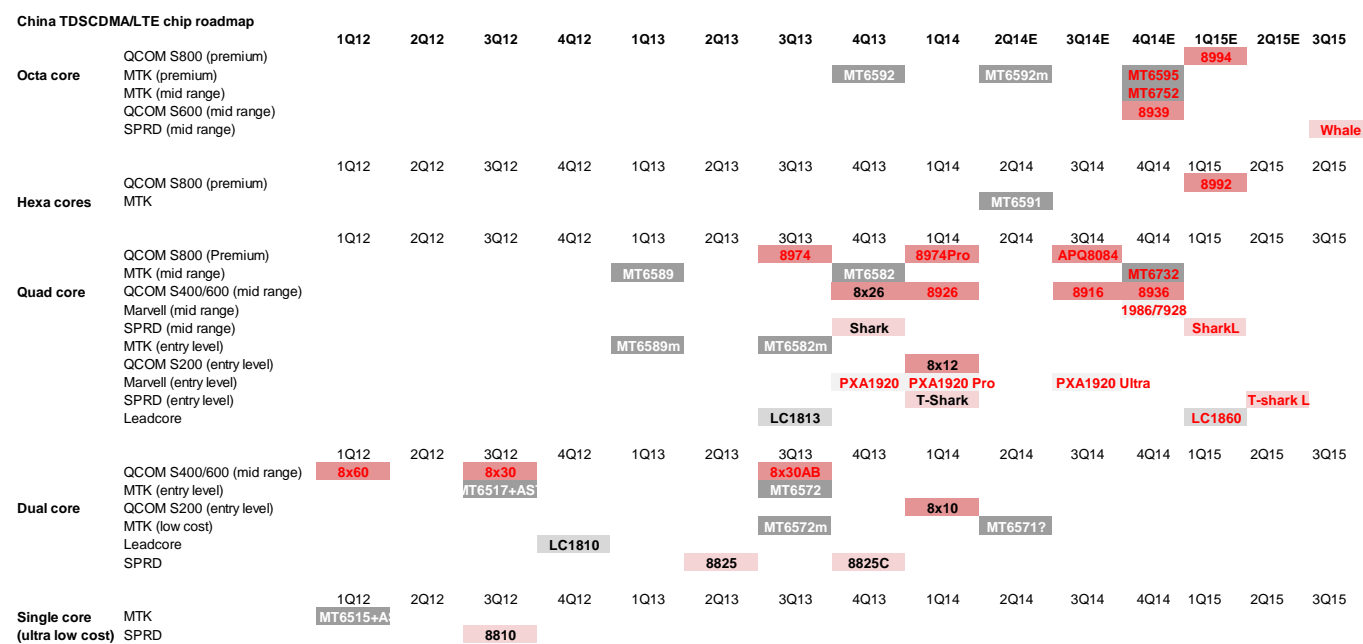 China TDSCDMA/LTE chip roadmap
1Q12 2Q12 3Q12 4Q12 1Q13 2Q13 3Q13 4Q13 1Q14 2Q14E 3Q14E 4Q14E 1Q15E 2Q15E 3Q15
QCOM S800 (premium) 8994
Octa core MTK (premium) MT6592 MT6592m MT6595
MTK (mid range) MT6752
QCOM S600 (mid range) 8939
SPRD (mid range) Whale
1Q12 2Q12 3Q12 4Q12 1Q13 2Q13 3Q13 4Q13 1Q14 2Q14 3Q14 4Q14 1Q15 2Q15 2Q15
QCOM S800 (premium) 8992
Hexa cores MTK MT6591
1Q12 2Q12 3Q12 4Q12 1Q13 2Q13 3Q13 4Q13 1Q14 2Q14 3Q14 4Q14 1Q15 2Q15 3Q15
QCOM S800 (Premium) 8974 8974Pro APQ8084
MTK (mid range) MT6589 MT6582 MT6732
Quad core QCOM S400/600 (mid range) 8x26 8926 8916 8936
Marvell (mid range) 1986/7928
SPRD (mid range) Shark SharkL
MTK (entry level) MT6589m MT6582m
QCOM S200 (entry level) 8x12
Marvell (entry level) PXA1920 PXA1920 Pro PXA1920 Ultra
SPRD (entry level) T-Shark T-shark L
Leadcore LC1813 LC1860
1Q12 2Q12 3Q12 4Q12 1Q13 2Q13 3Q13 4Q13 1Q14 2Q14 3Q14 4Q14 1Q15 2Q15 3Q15
QCOM S400/600 (mid range) 8x60 8x30 8x30AB
MTK (entry level) MT6517+AST MT6572
Dual core QCOM S200 (entry level) 8x10
MTK (low cost) MT6572m MT6571?
Leadcore LC1810
SPRD 8825 8825C
1Q12 2Q12 3Q12 4Q12 1Q13 2Q13 3Q13 4Q13 1Q14 2Q14 3Q14 4Q14 1Q15 2Q15 3Q15
Single core MTK MT6515+AS
(ultra low cost) SPRD 8810